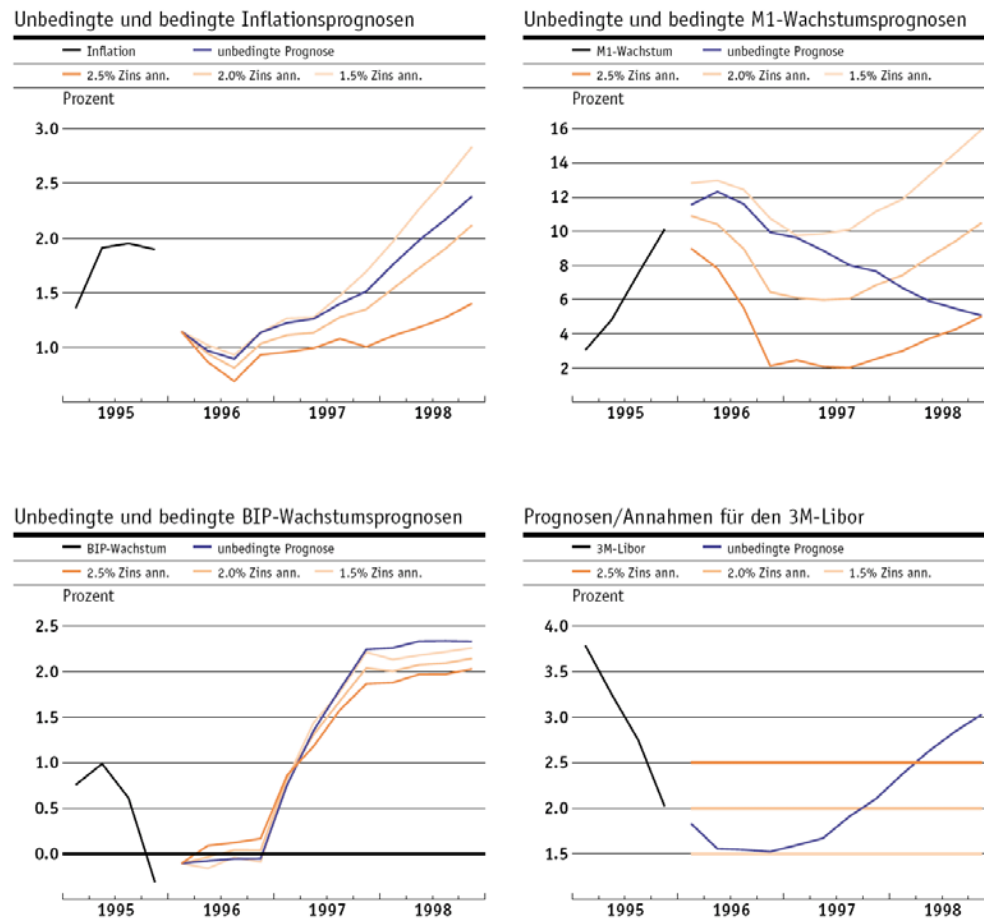 Unbedingte und bedingte Inflationsprognosen
Inflation unbedingte Prognose
2.5% Zins ann. 2.0% Zins ann. 1.5% Zins ann.
Prozent
3.0
2.5
2.0
1.5
1.0
1995 1996 1997 1998
Unbedingte und bedingte M1-Wachstumsprognosen
M1-Wachstum unbedingte Prognose
2.5% Zins ann. 2.0% Zins ann. 1.5% Zins ann.
Prozent
16
14
12
10
8
6
4
2
1995 1996 1997 1998
Unbedingte und bedingte BIP-Wachstumsprognosen
BIP-Wachstum unbedingte Prognose
2.5% Zins ann. 2.0% Zins ann. 1.5% Zins ann.
Prozent
2.5
2.0
1.5
1.0
0.5
0.0
1995 1996 1997 1998
Prognosen/Annahmen für den 3M-Libor
3M-Libor unbedingte Prognose
2.5% Zins ann. 2.0% Zins ann. 1.5% Zins ann.
Prozent
4.0
3.5
3.0
2.5
2.0
1.5
1995 1996 1997 1998